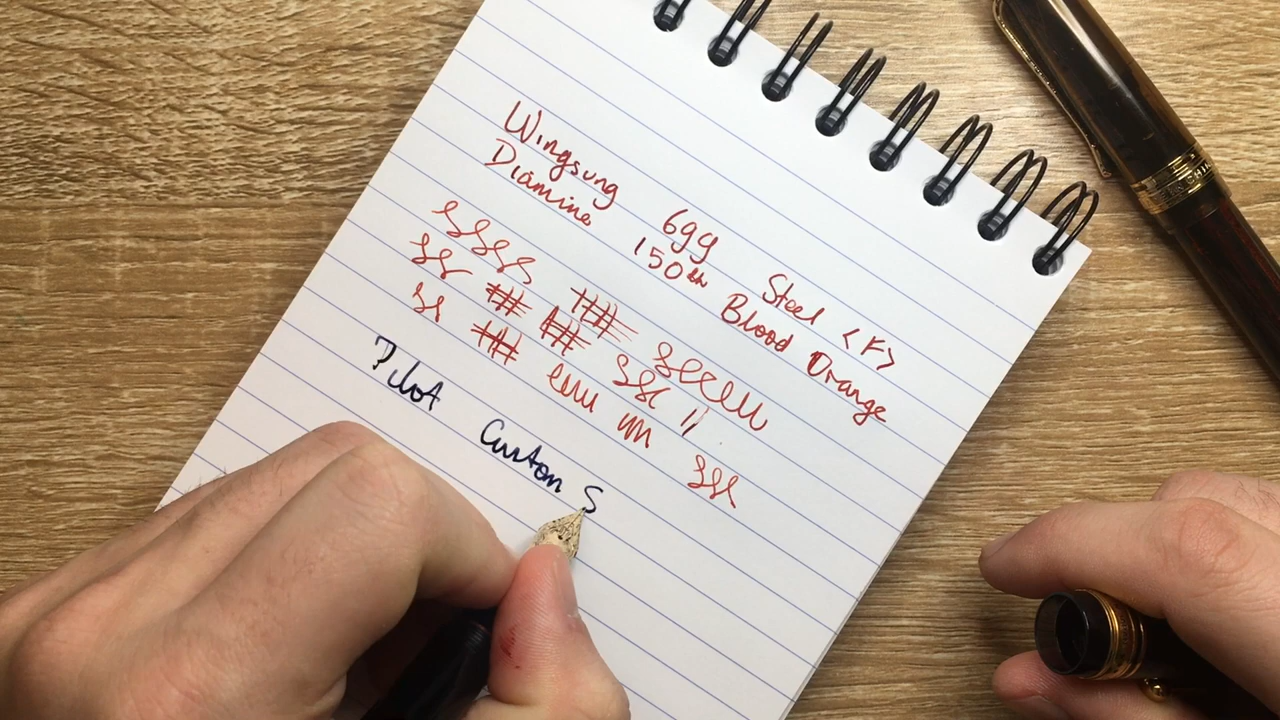 Wingsung 699 Steel <F>
Diamine 150th Blood Orange
Pilot Custom S